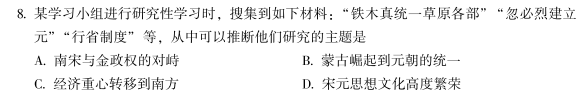 8. 某学习小组进行研究性学习时，搜集到如下材料：“铁木真统一草原各部”“忽必烈建立
元”“行省制度”等，从中可以推断他们研究的主题是
A. 南宋与金政权的对峙 B. 蒙古崛起到元朝的统一
C. 经济重心转移到南方 D. 宋元思想文化高度繁荣